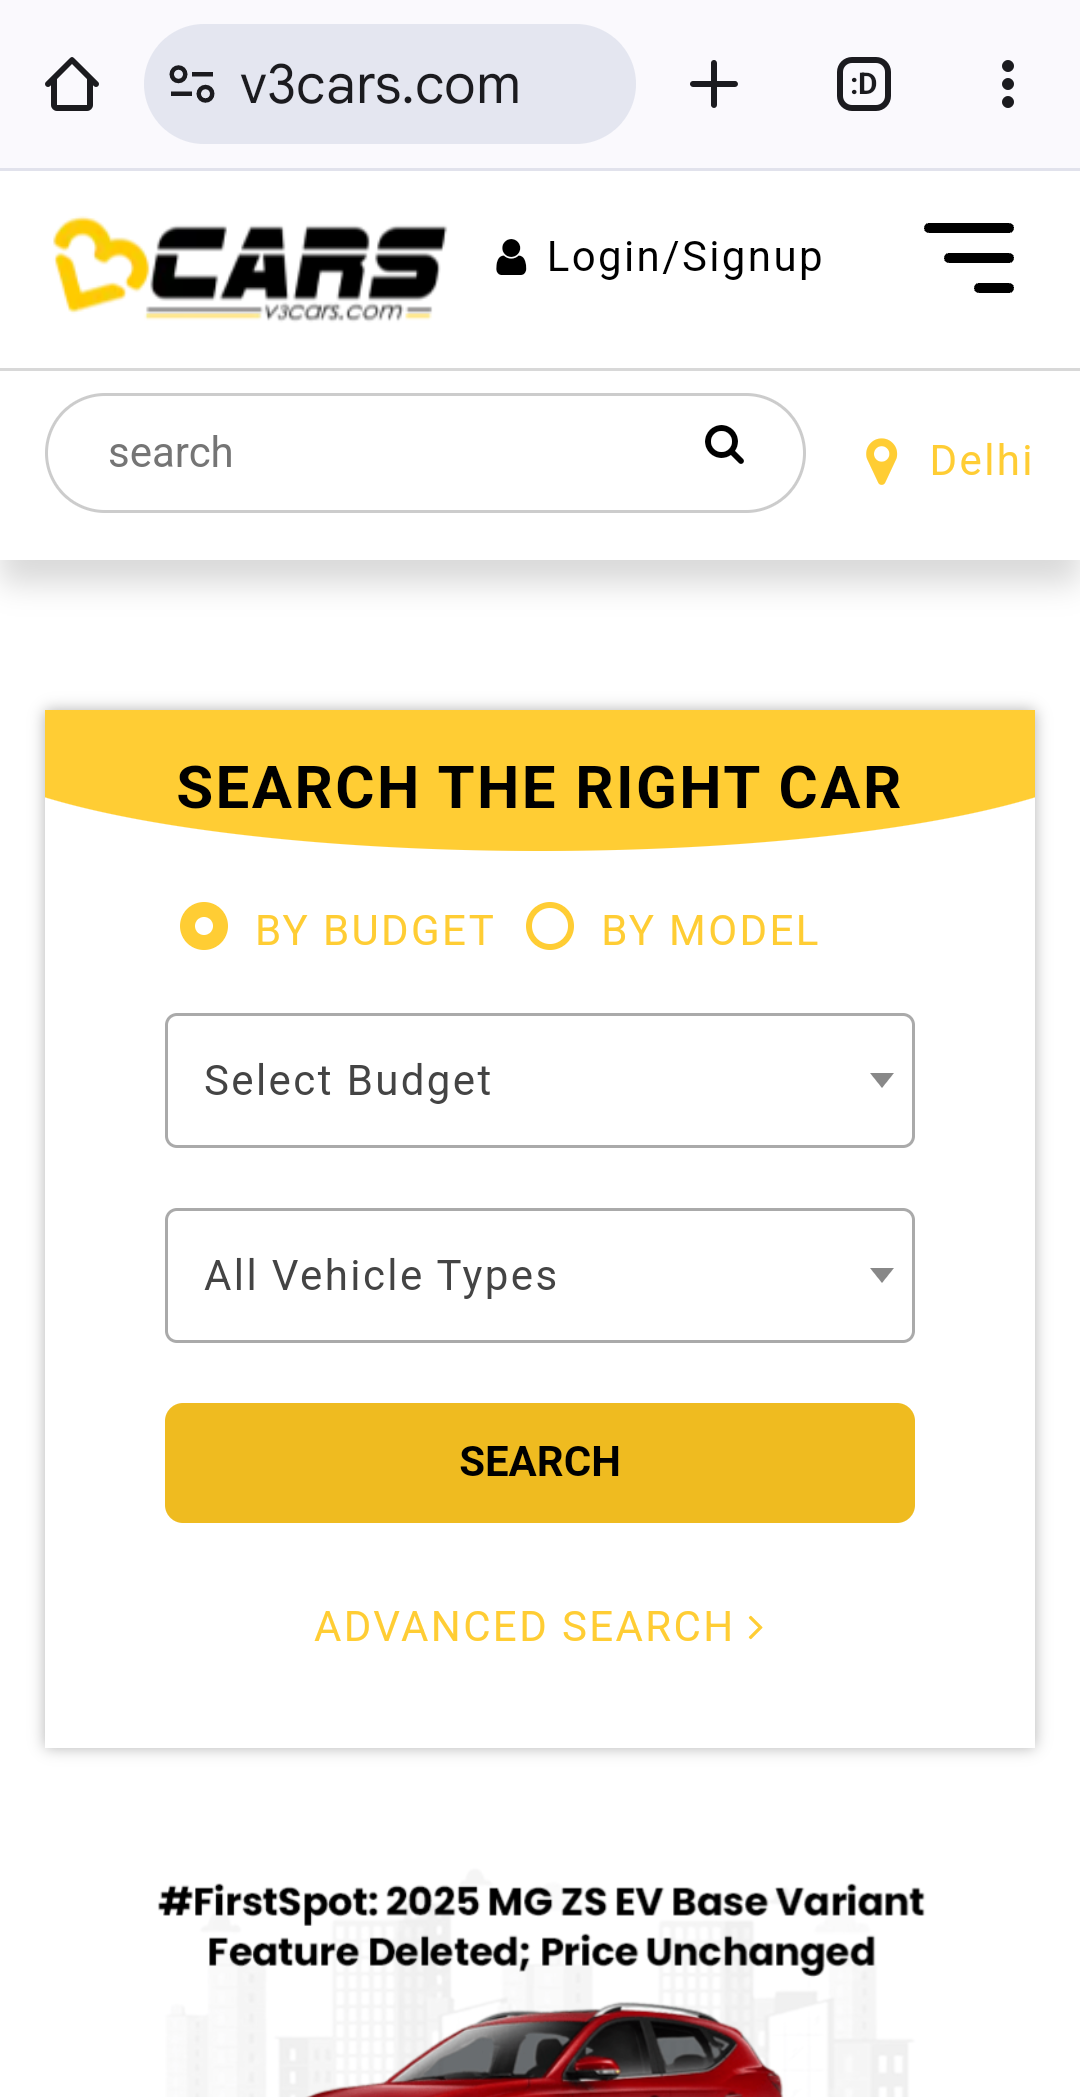 v3cars.com
:D
CARS
v3cars.com
Login/Signup
search
Delhi
SEARCH THE RIGHT CAR
BY BUDGET
BY MODEL
Select Budget
All Vehicle Types
SEARCH
ADVANCED SEARCH >
#FirstSpot: 2025 MG ZS EV Base Variant
Feature Deleted; Price Unchanged